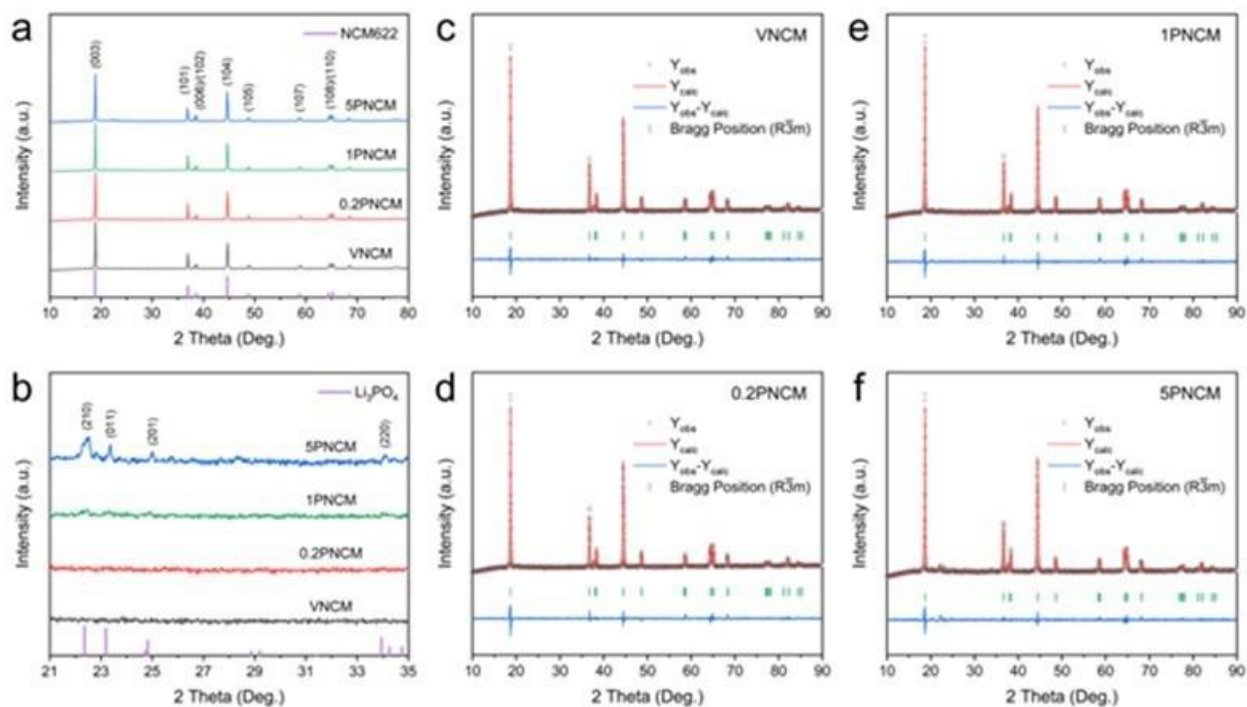 a
NCM622
(003)
(101)
(006)/(102)
(104)
(105)
(107)
(108)/(110)
5PNCM
1PNCM
0.2PNCM
VNCM
Intensity (a.u.)
10 20 30 40 50 60 70 80
2 Theta (Deg.)
c
VNCM
Yobs
Ycalc
Yobs-Ycalc
Bragg Position (R3̅m)
Intensity (a.u.)
10 20 30 40 50 60 70 80 90
2 Theta (Deg.)
e
1PNCM
Yobs
Ycalc
Yobs-Ycalc
Bragg Position (R3̅m)
Intensity (a.u.)
10 20 30 40 50 60 70 80 90
2 Theta (Deg.)
b
Li3PO4
(210)
(011)
(201)
(220)
5PNCM
1PNCM
0.2PNCM
VNCM
Intensity (a.u.)
21 23 25 27 29 31 33 35
2 Theta (Deg.)
d
0.2PNCM
Yobs
Ycalc
Yobs-Ycalc
Bragg Position (R3̅m)
Intensity (a.u.)
10 20 30 40 50 60 70 80 90
2 Theta (Deg.)
f
5PNCM
Yobs
Ycalc
Yobs-Ycalc
Bragg Position (R3̅m)
Intensity (a.u.)
10 20 30 40 50 60 70 80 90
2 Theta (Deg.)